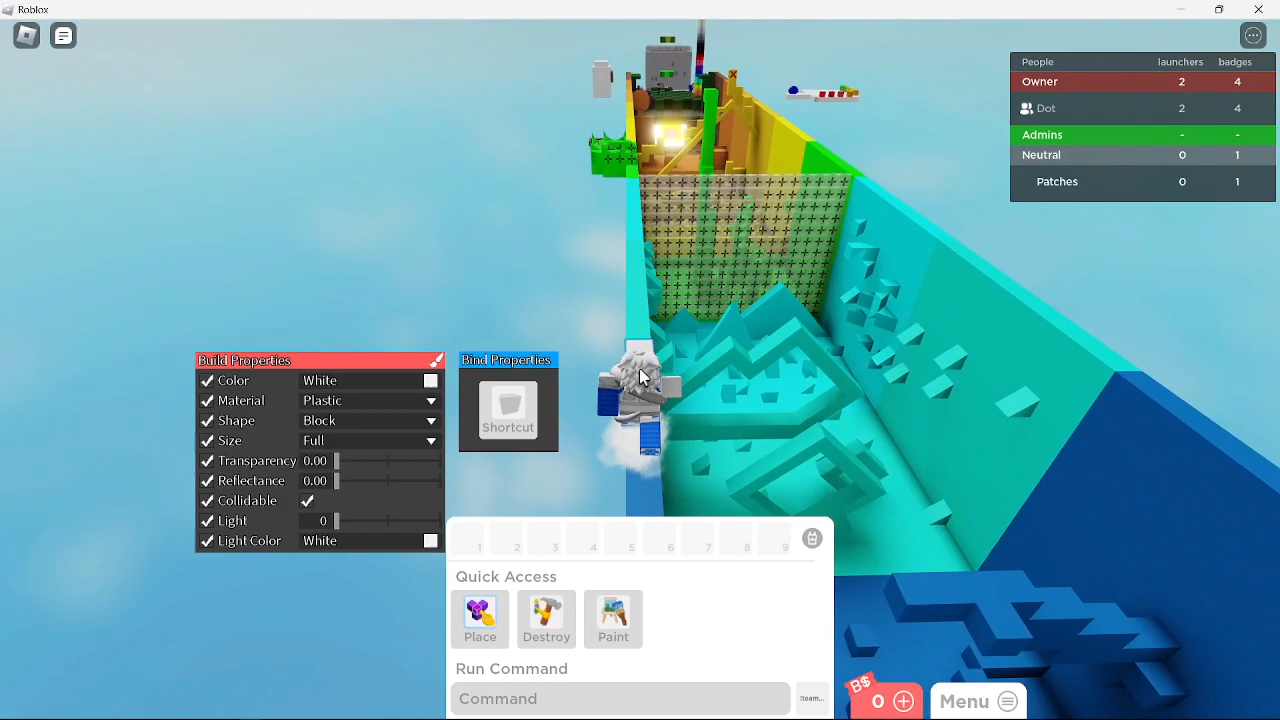 Roblox
People launchers badges
Owner 2 4
Dot 2 4
Admins - -
Neutral 0 1
Patches 0 1
Build Properties
Color White
Material Plastic
Shape Block
Size Full
Transparency 0.00
Reflectance 0.00
Collidable
Light 0
Light Color White
Bind Properties
Shortcut
1 2 3 4 5 6 7 8 9
Quick Access
Place Destroy Paint
Run Command
Command
:team...
B$ 0
Menu